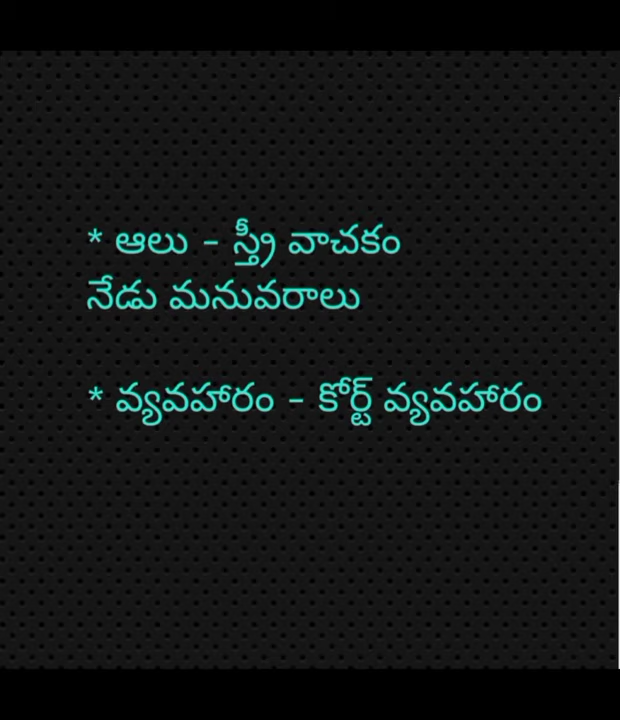 * ఆలు - స్త్రీ వాచకం
నేడు మనువరాలు
* వ్యవహారం - కోర్ట్ వ్యవహారం